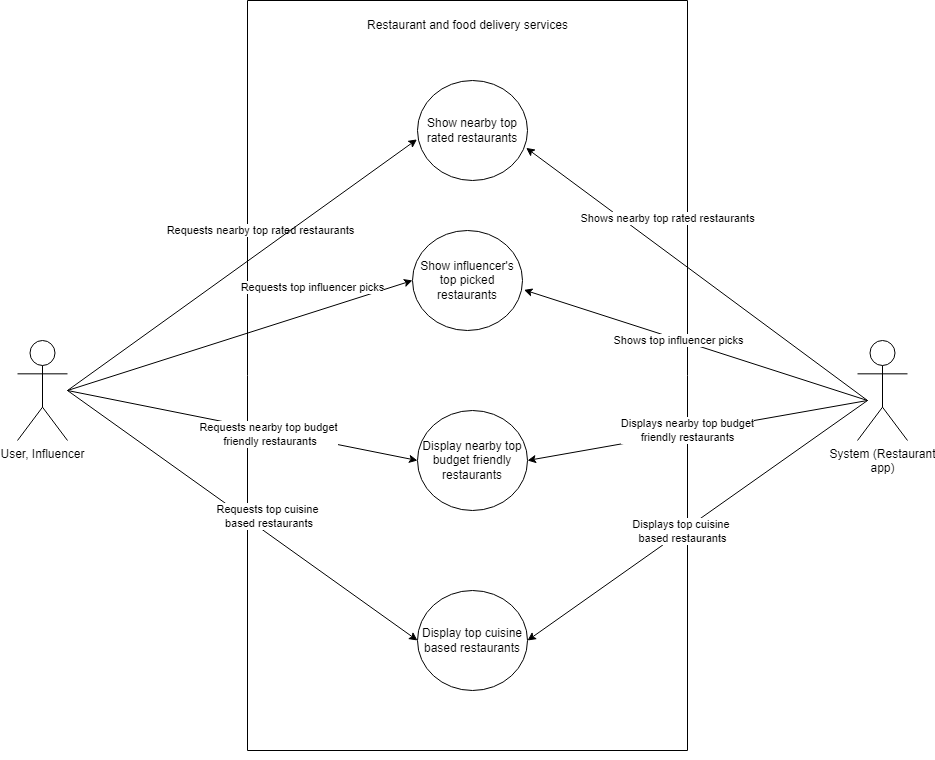 Restaurant and food delivery services
Show nearby top
rated restaurants
Shows nearby top rated restaurants
Requests nearby top rated restaurants
Show influencer's
top picked
restaurants
Requests top influencer picks
Shows top influencer picks
User, Influencer
System (Restaurant
app)
Requests nearby top budget
friendly restaurants
Displays nearby top budget
friendly restaurants
Display nearby top
budget friendly
restaurants
Requests top cuisine
based restaurants
Displays top cuisine
based restaurants
Display top cuisine
based restaurants